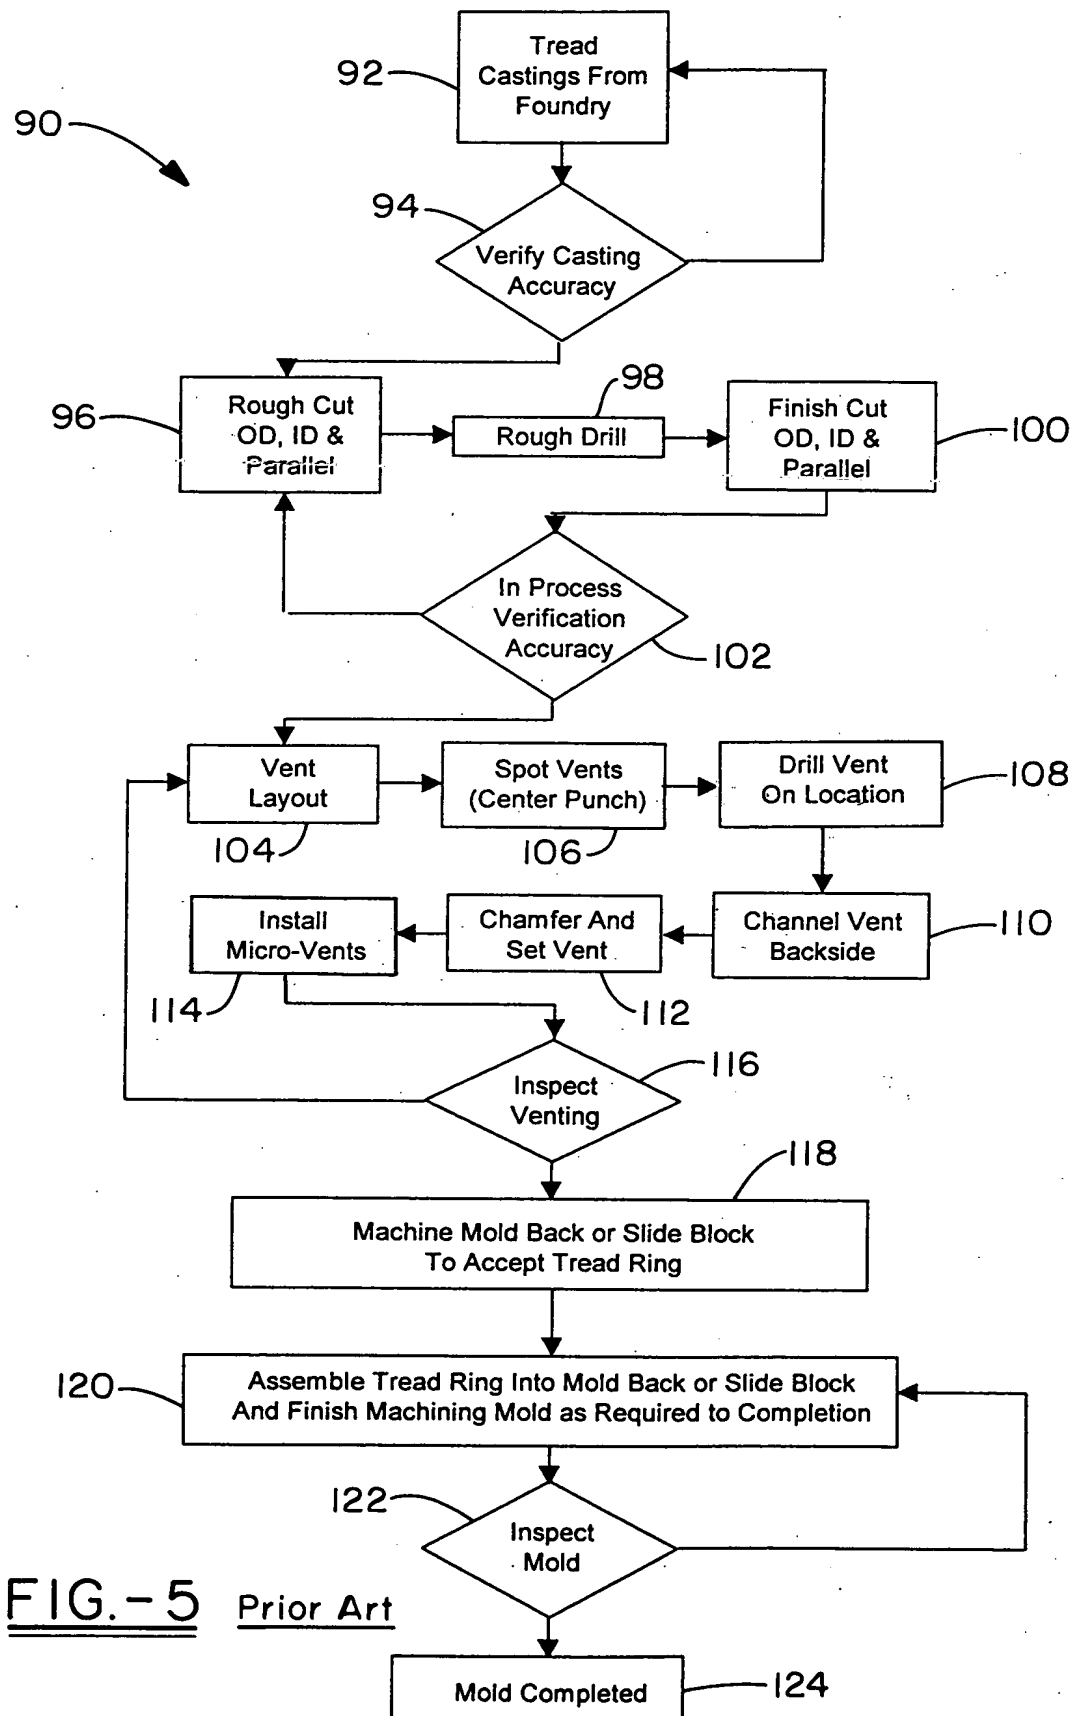 Tread
Castings From
Foundry
92
90
94
Verify Casting
Accuracy
96
Rough Cut
OD, ID &
Parallel
98
Rough Drill
Finish Cut
OD, ID &
Parallel
100
In Process
Verification
Accuracy
102
Vent
Layout
104
Spot Vents
(Center Punch)
106
Drill Vent
On Location
108
Channel Vent
Backside
110
Chamfer And
Set Vent
112
Install
Micro-Vents
114
116
Inspect
Venting
118
Machine Mold Back or Slide Block
To Accept Tread Ring
120
Assemble Tread Ring Into Mold Back or Slide Block
And Finish Machining Mold as Required to Completion
122
Inspect
Mold
FIG.-5 Prior Art
Mold Completed
124